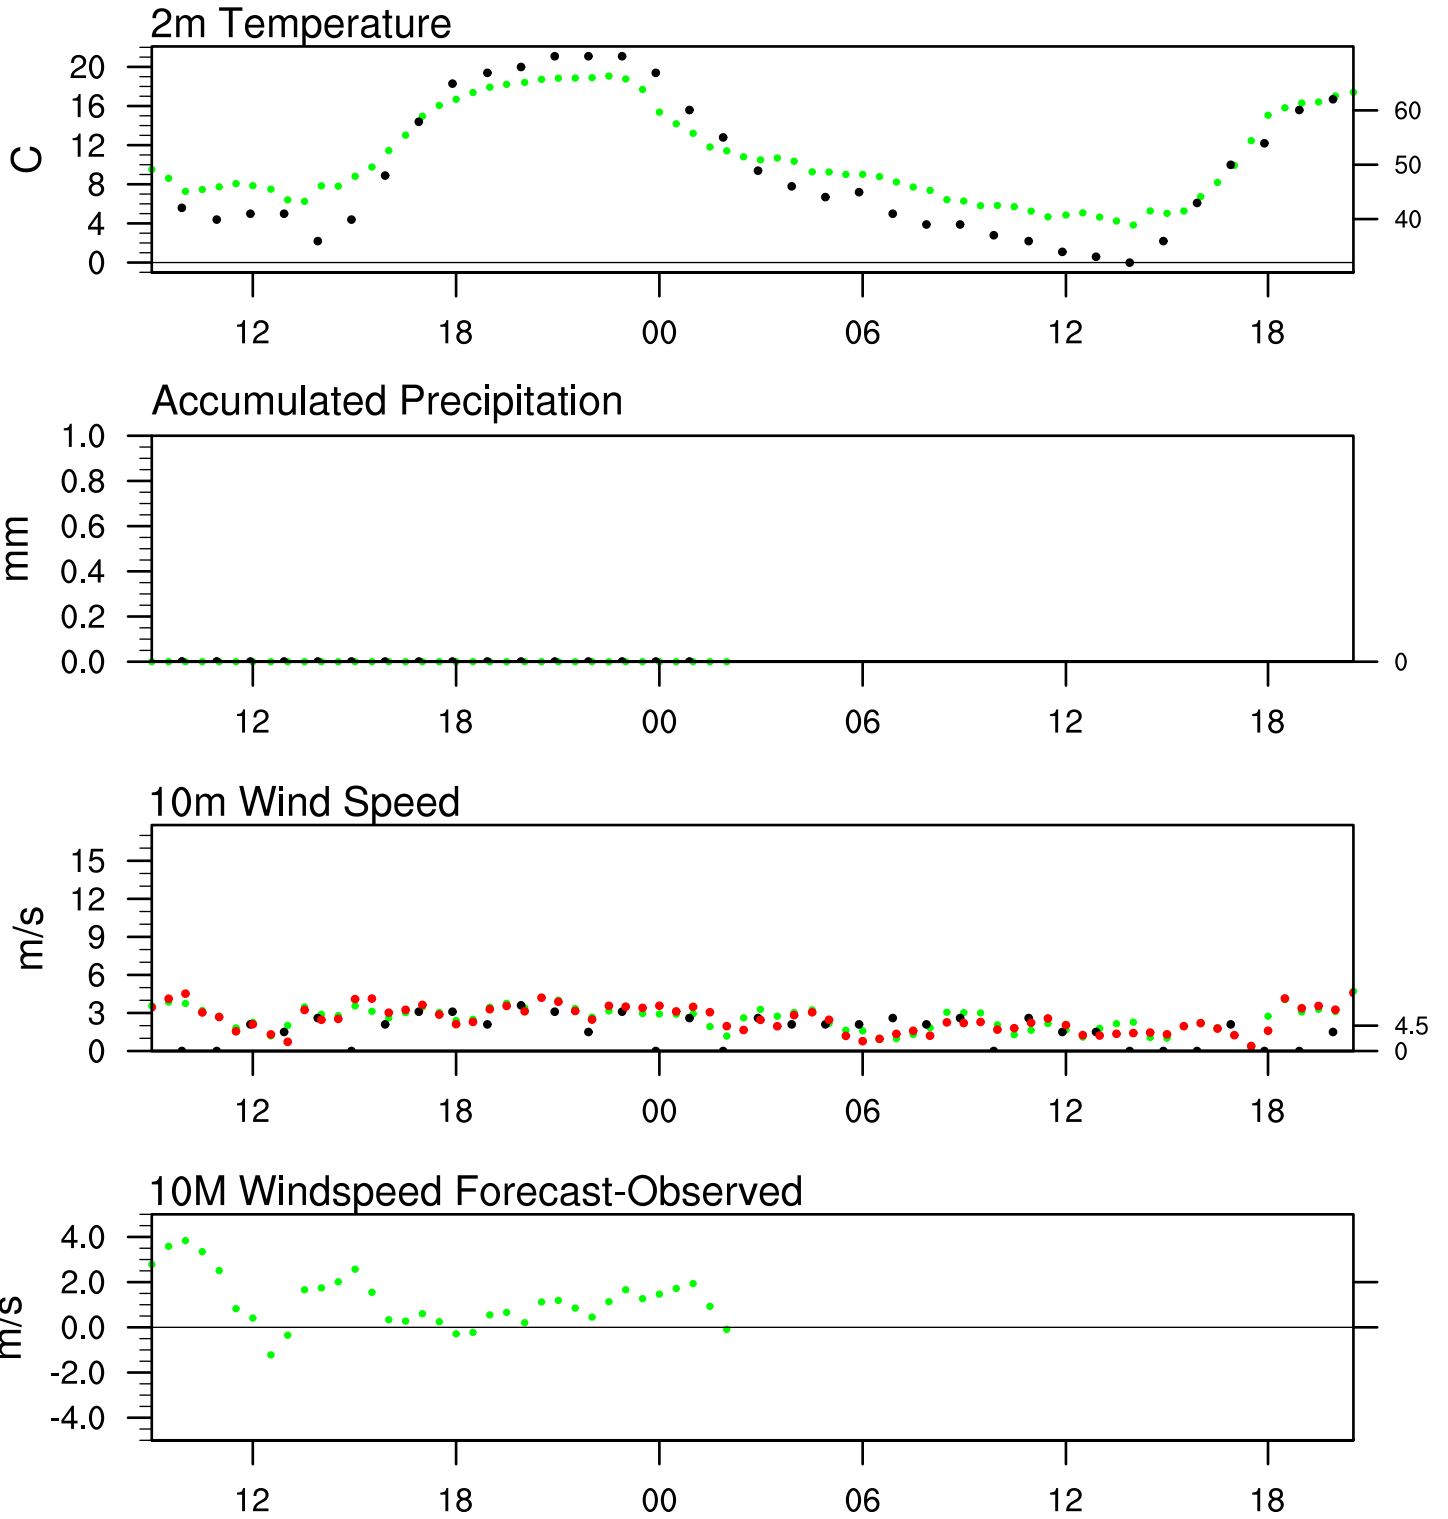 2m Temperature
20
16
12
8
4
0
C
60
50
40
12 18 00 06 12 18
Accumulated Precipitation
1.0
0.8
0.6
0.4
0.2
0.0
mm
0
12 18 00 06 12 18
10m Wind Speed
15
12
9
6
3
0
m/s
4.5
0
12 18 00 06 12 18
10M Windspeed Forecast-Observed
4.0
2.0
0.0
-2.0
-4.0
m/s
12 18 00 06 12 18